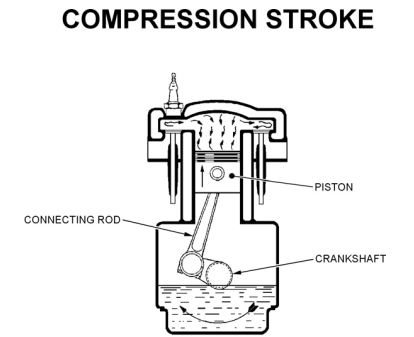 COMPRESSION STROKE
PISTON
CONNECTING ROD
CRANKSHAFT